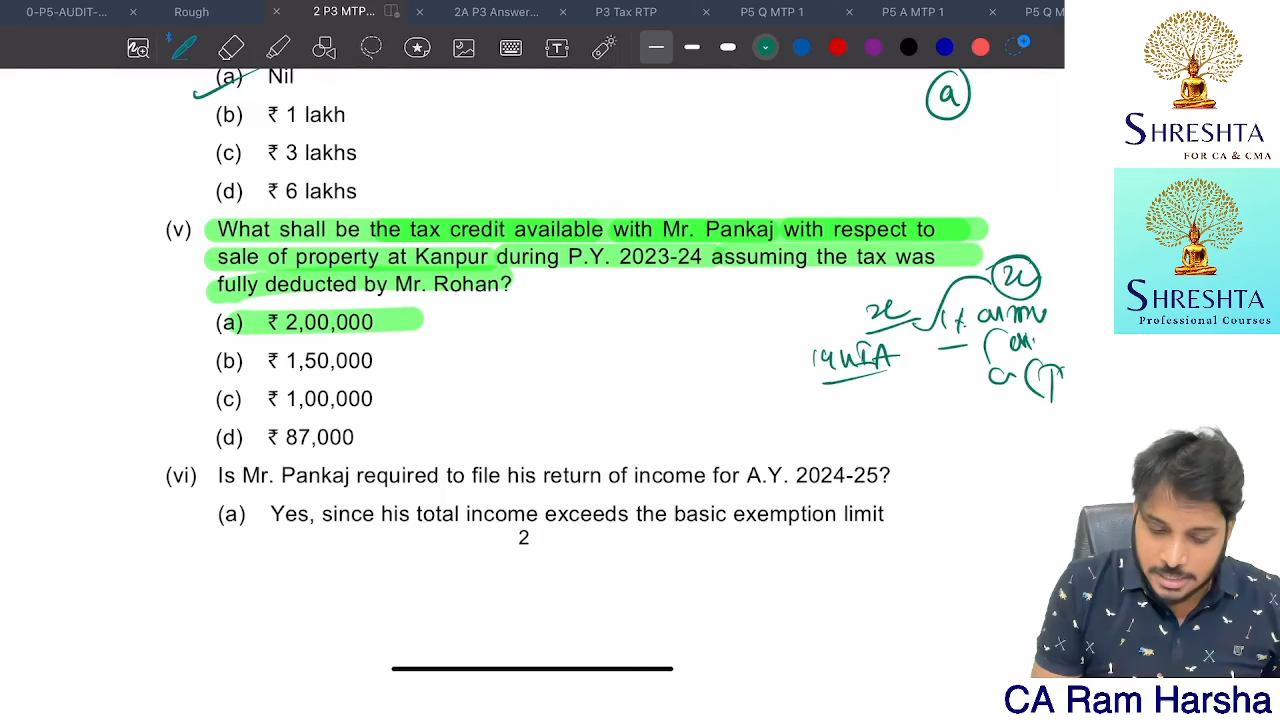 0-P5-AUDIT-...
Rough
2 P3 MTP...
2A P3 Answer...
P3 Tax RTP
P5 Q MTP 1
P5 A MTP 1
P5 Q M
(a) Nil
(b) ₹ 1 lakh
(c) ₹ 3 lakhs
(d) ₹ 6 lakhs
a
(v) What shall be the tax credit available with Mr. Pankaj with respect to
sale of property at Kanpur during P.Y. 2023-24 assuming the tax was
fully deducted by Mr. Rohan?
(a) ₹ 2,00,000
(b) ₹ 1,50,000
(c) ₹ 1,00,000
(d) ₹ 87,000
194IA
(vi) Is Mr. Pankaj required to file his return of income for A.Y. 2024-25?
(a) Yes, since his total income exceeds the basic exemption limit
2
SHRESHTA
FOR CA & CMA
SHRESHTA
Professional Courses
CA Ram Harsha